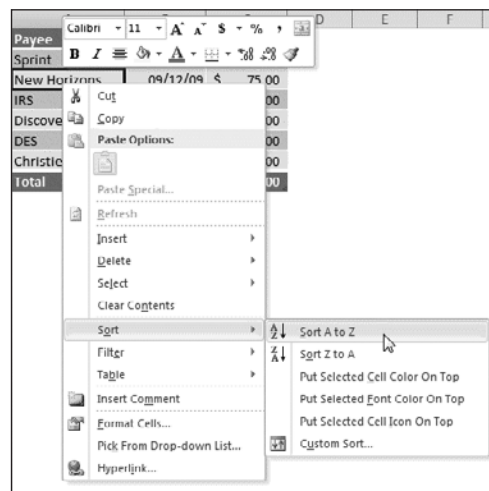 D E F
Calibri 11 A A $ % ,
Payee
B I A .00 .0 .00
Sprint
New Horizons 09/12/09 $ 75.00
IRS 00
Cut
Discove 00
Copy
DES 00
Paste Options:
Christie 00
Total 00
Paste Special...
Refresh
Insert
Delete
Select
Clear Contents
Sort
Sort A to Z
Filter
Sort Z to A
Table
Put Selected Cell Color On Top
Insert Comment
Put Selected Font Color On Top
Format Cells...
Put Selected Cell Icon On Top
Pick From Drop-down List...
Custom Sort...
Hyperlink...